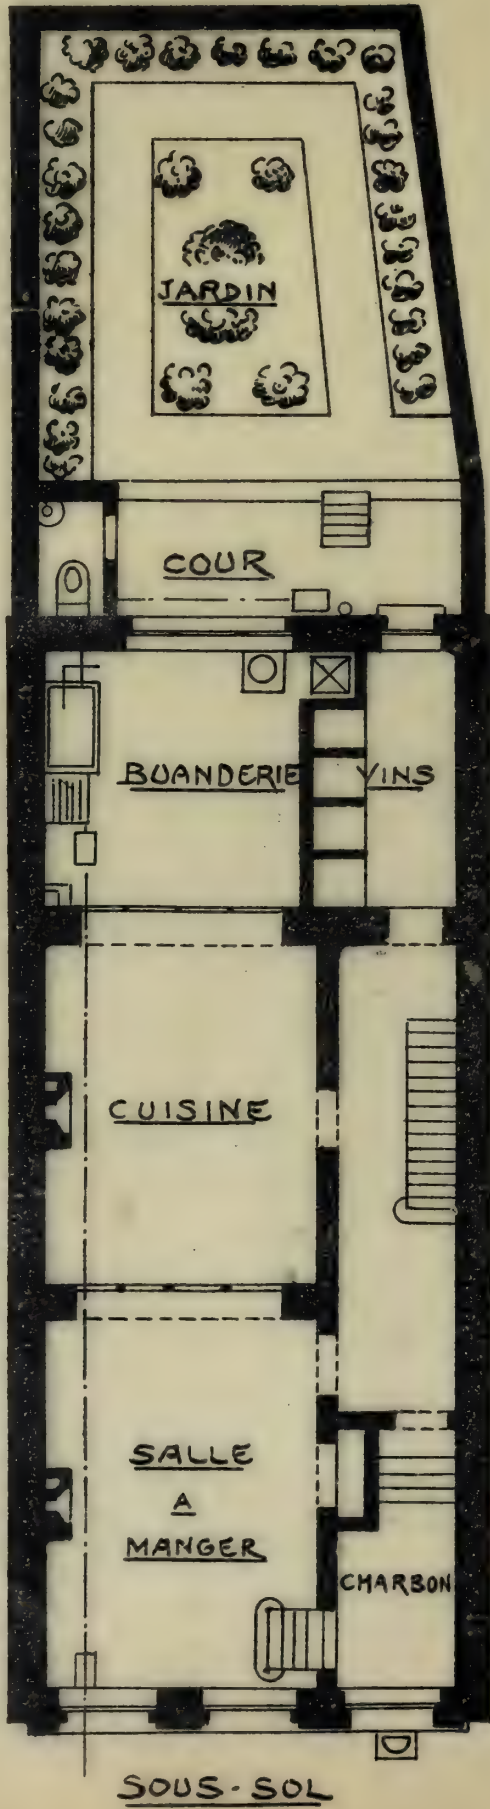 JARDIN
COUR
BUANDERIE
VINS
CUISINE
SALLE
A
MANGER
CHARBON
SOUS-SOL